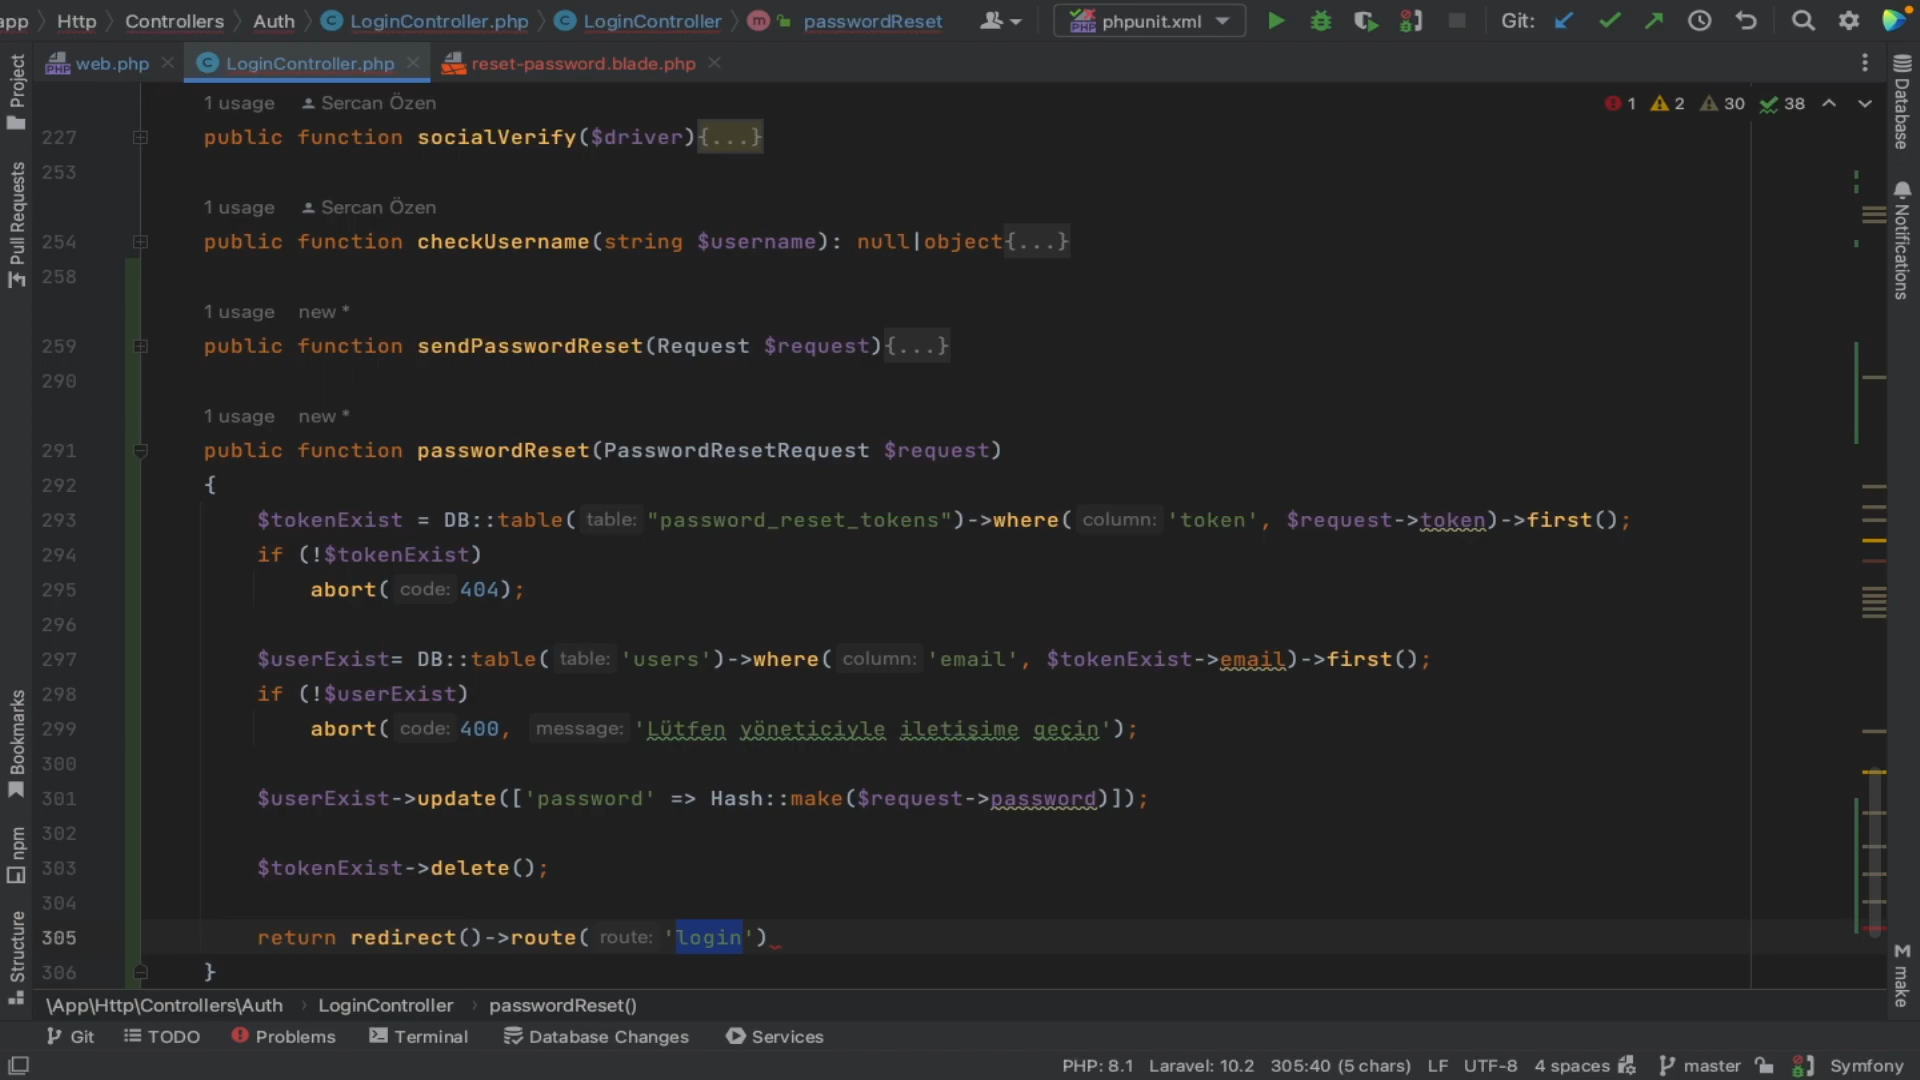 app > Http > Controllers > Auth > LoginController.php > LoginController > m passwordReset phpunit.xml Git:
web.php LoginController.php reset-password.blade.php
Project
Pull Requests
Bookmarks
npm
Structure
1 usage Sercan Özen 1 2 30 38
227 public function socialVerify($driver){...}
253
1 usage Sercan Özen
254 public function checkUsername(string $username): null|object{...}
258
1 usage new *
259 public function sendPasswordReset(Request $request){...}
290
1 usage new *
291 public function passwordReset(PasswordResetRequest $request)
292 {
293 $tokenExist = DB::table( table: "password_reset_tokens")->where( column: 'token', $request->token)->first();
294 if (!$tokenExist)
295 abort( code: 404);
296
297 $userExist= DB::table( table: 'users')->where( column: 'email', $tokenExist->email)->first();
298 if (!$userExist)
299 abort( code: 400, message: 'Lütfen yöneticiyle iletişime geçin');
300
301 $userExist->update(['password' => Hash::make($request->password)]);
302
303 $tokenExist->delete();
304
305 return redirect()->route( route: 'login')
306 }
Database
Notifications
make
\App\Http\Controllers\Auth > LoginController > passwordReset()
Git TODO Problems Terminal Database Changes Services
PHP: 8.1 Laravel: 10.2 305:40 (5 chars) LF UTF-8 4 spaces master Symfony